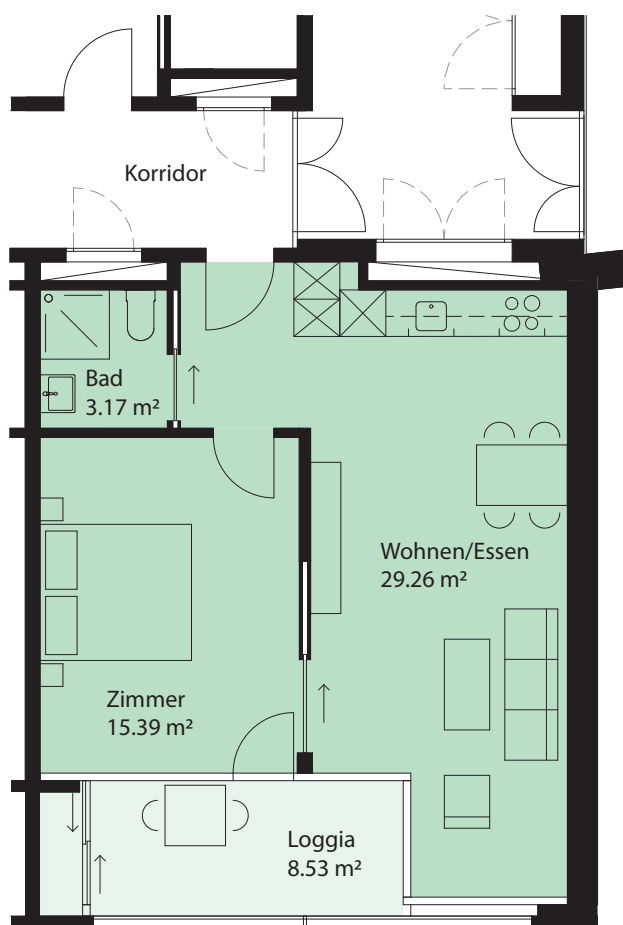 Korridor
Bad
3.17 m²
Wohnen/Essen
29.26 m²
Zimmer
15.39 m²
Loggia
8.53 m²